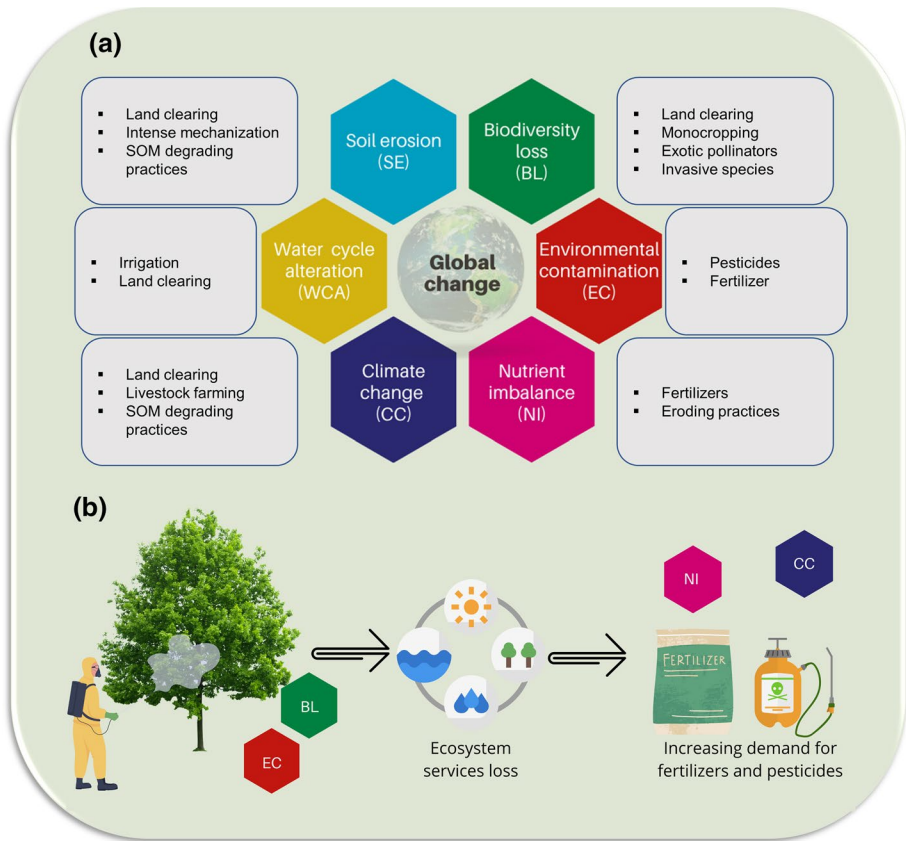 (a)
▪ Land clearing
▪ Intense mechanization
▪ SOM degrading
practices
Soil erosion
(SE)
Biodiversity
loss
(BL)
▪ Land clearing
▪ Monocropping
▪ Exotic pollinators
▪ Invasive species
▪ Irrigation
▪ Land clearing
Water cycle
alteration
(WCA)
Global
change
Environmental
contamination
(EC)
▪ Pesticides
▪ Fertilizer
▪ Land clearing
▪ Livestock farming
▪ SOM degrading
practices
Climate
change
(CC)
Nutrient
imbalance
(NI)
▪ Fertilizers
▪ Eroding practices
(b)
BL
EC
Ecosystem
services loss
NI
CC
FERTILIZER
Increasing demand for
fertilizers and pesticides